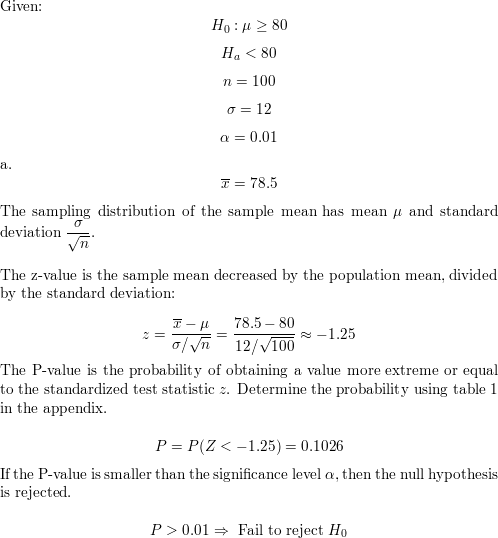 Given:
H₀ : μ ≥ 80
Hₐ < 80
n = 100
σ = 12
α = 0.01
a.
x̅ = 78.5
The sampling distribution of the sample mean has mean μ and standard
deviation σ/√n.
The z-value is the sample mean decreased by the population mean, divided
by the standard deviation:
z = (x̅ − μ)/(σ/√n) = (78.5 − 80)/(12/√100) ≈ −1.25
The P-value is the probability of obtaining a value more extreme or equal
to the standardized test statistic z. Determine the probability using table 1
in the appendix.
P = P(Z < −1.25) = 0.1026
If the P-value is smaller than the significance level α, then the null hypothesis
is rejected.
P > 0.01 ⇒ Fail to reject H₀